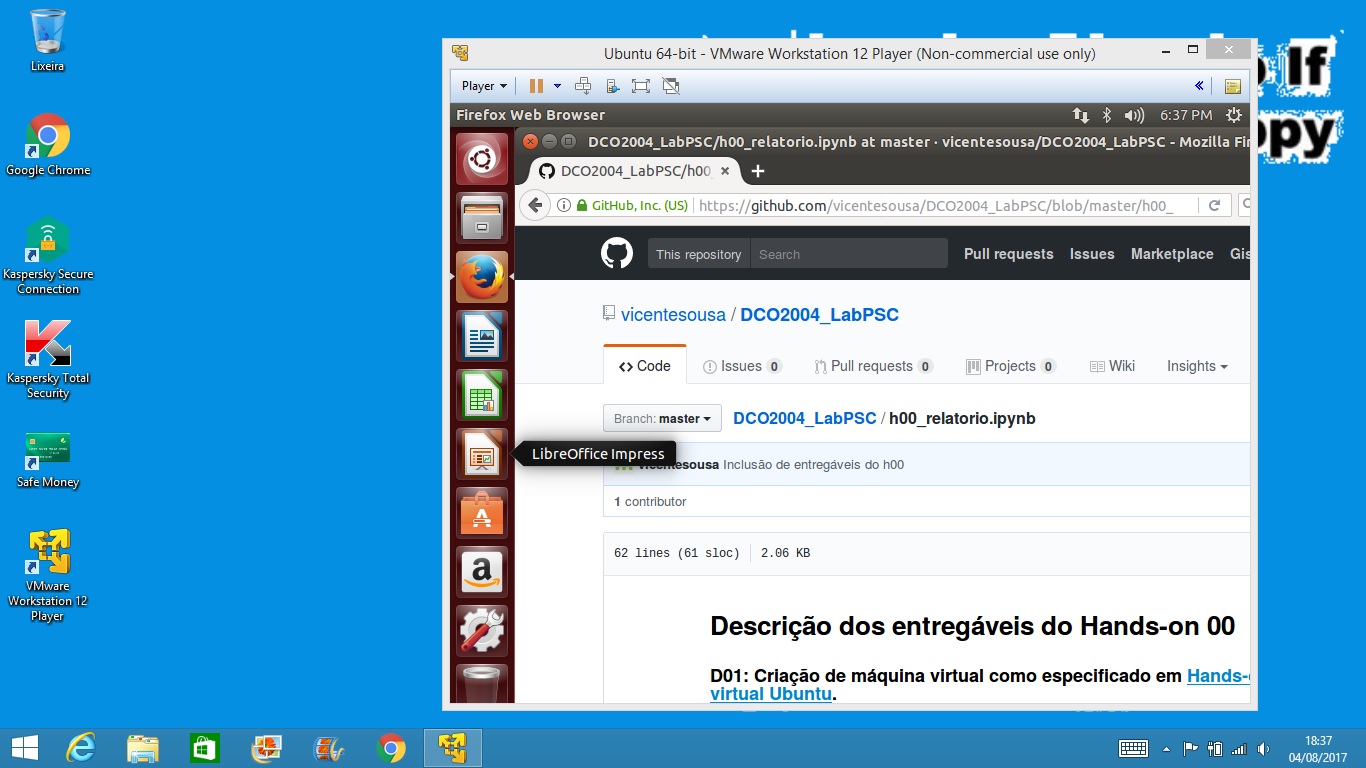 Lixeira
Google Chrome
Kaspersky Secure
Connection
Kaspersky Total
Security
Safe Money
VMware
Workstation 12
Player
If
ppy
Ubuntu 64-bit - VMware Workstation 12 Player (Non-commercial use only)
Player
Firefox Web Browser
6:37 PM
DCO2004_LabPSC/h00_relatorio.ipynb at master · vicentesousa/DCO2004_LabPSC - Mozilla Fi
DCO2004_LabPSC/h00_
GitHub, Inc. (US)
https://github.com/vicentesousa/DCO2004_LabPSC/blob/master/h00_
This repository
Search
Pull requests
Issues
Marketplace
Gis
vicentesousa / DCO2004_LabPSC
Code
Issues 0
Pull requests 0
Projects 0
Wiki
Insights
Branch: master
DCO2004_LabPSC / h00_relatorio.ipynb
LibreOffice Impress
vicentesousa Inclusão de entregáveis do h00
1 contributor
62 lines (61 sloc)
2.06 KB
Descrição dos entregáveis do Hands-on 00
D01: Criação de máquina virtual como especificado em Hands-
virtual Ubuntu.
18:37
04/08/2017